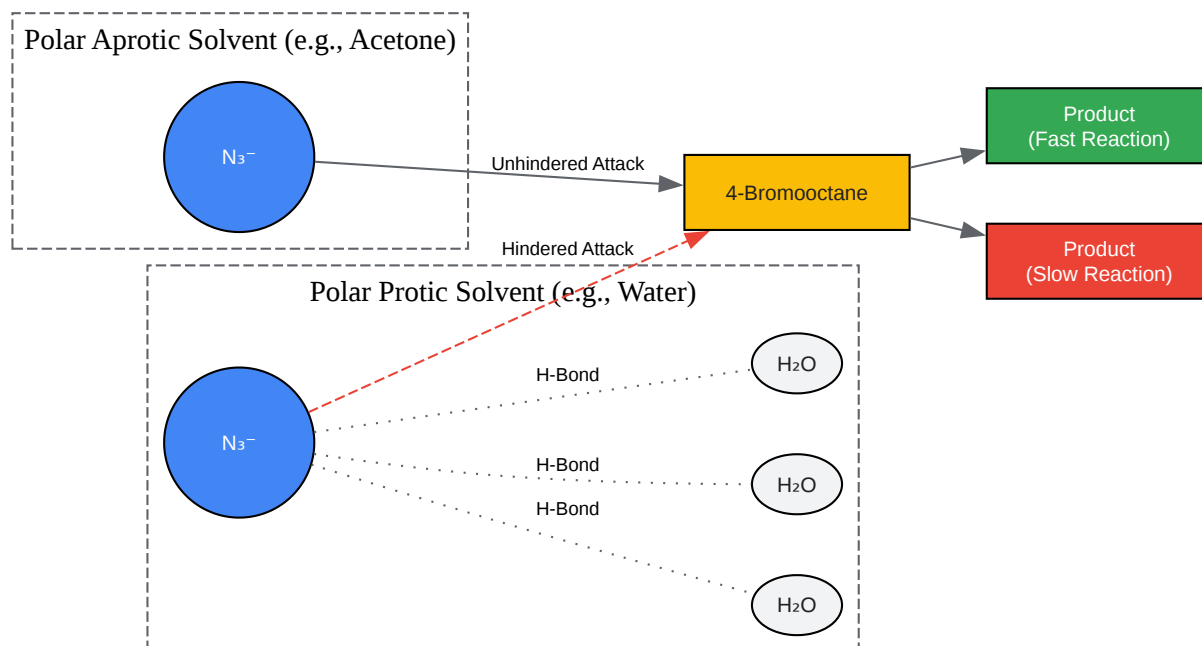 Polar Aprotic Solvent (e.g., Acetone)
N₃⁻
Unhindered Attack
4-Bromooctane
Product
(Fast Reaction)
Product
(Slow Reaction)
Hindered Attack
Polar Protic Solvent (e.g., Water)
N₃⁻
H-Bond
H₂O
H-Bond
H₂O
H-Bond
H₂O